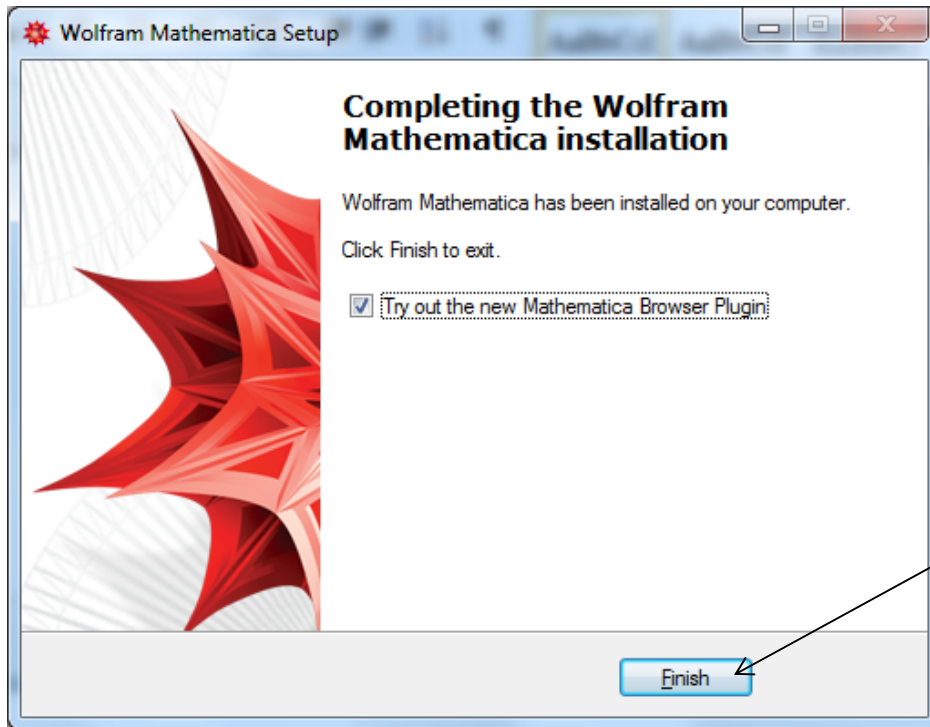 Wolfram Mathematica Setup
Completing the Wolfram
Mathematica installation
Wolfram Mathematica has been installed on your computer.
Click Finish to exit.
Try out the new Mathematica Browser Plugin
Finish